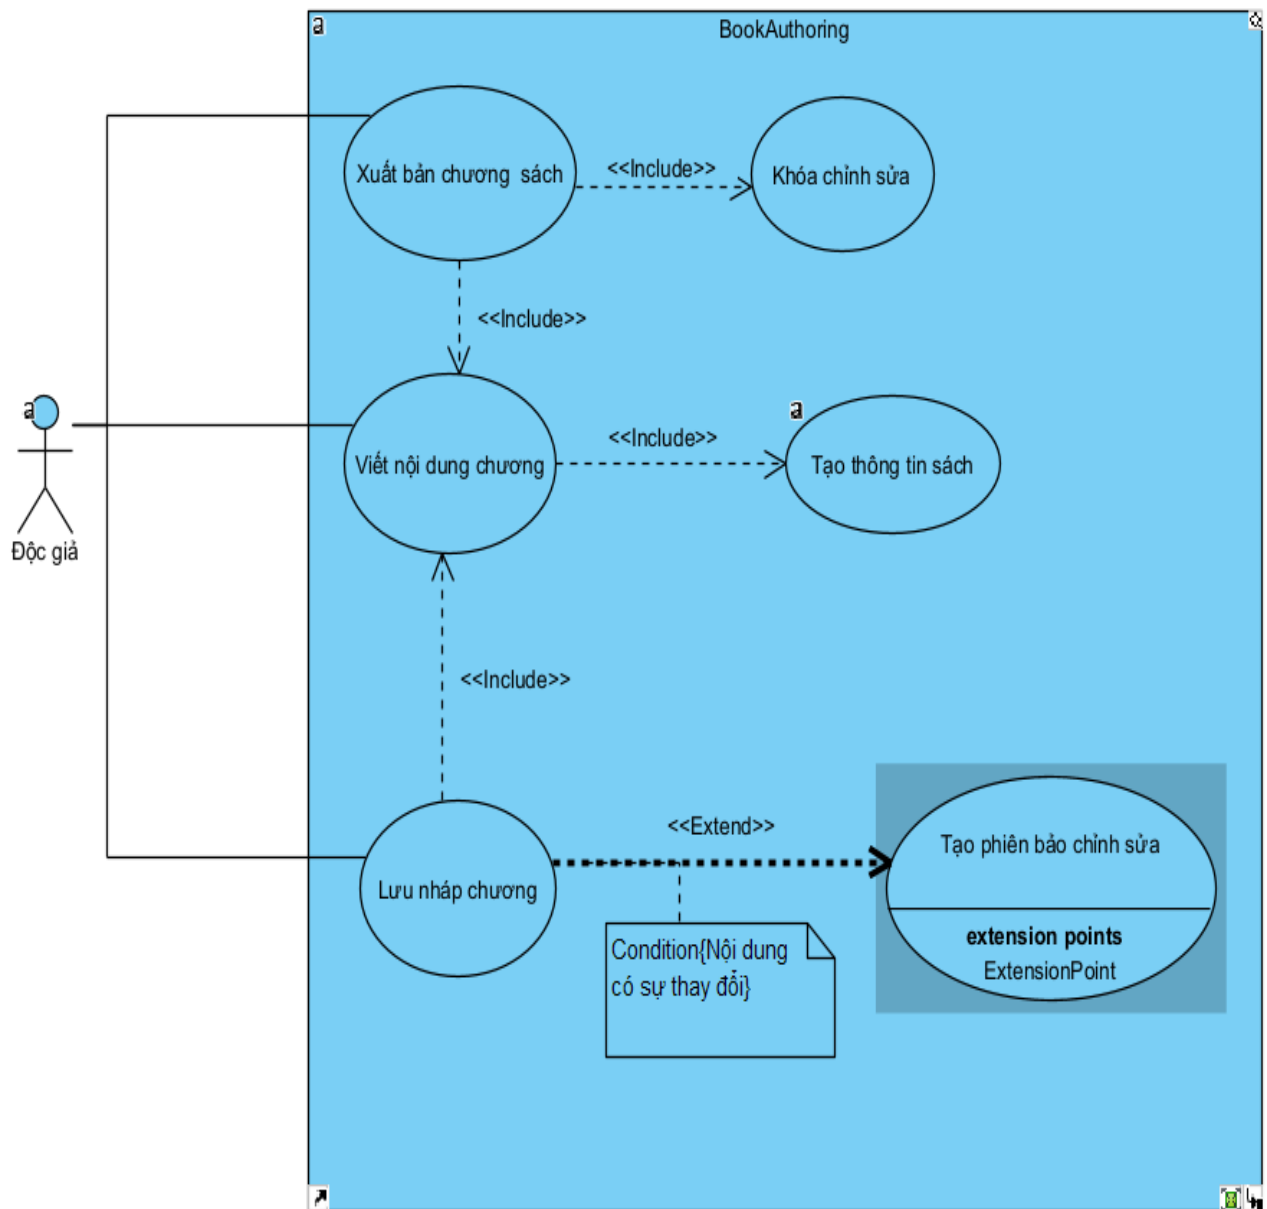 a
BookAuthoring
Xuất bản chương sách
<<Include>>
Khóa chỉnh sửa
<<Include>>
a
Độc giả
Viết nội dung chương
<<Include>>
a
Tạo thông tin sách
<<Include>>
Lưu nháp chương
<<Extend>>
Condition{Nội dung
có sự thay đổi}
Tạo phiên bảo chỉnh sửa
extension points
ExtensionPoint